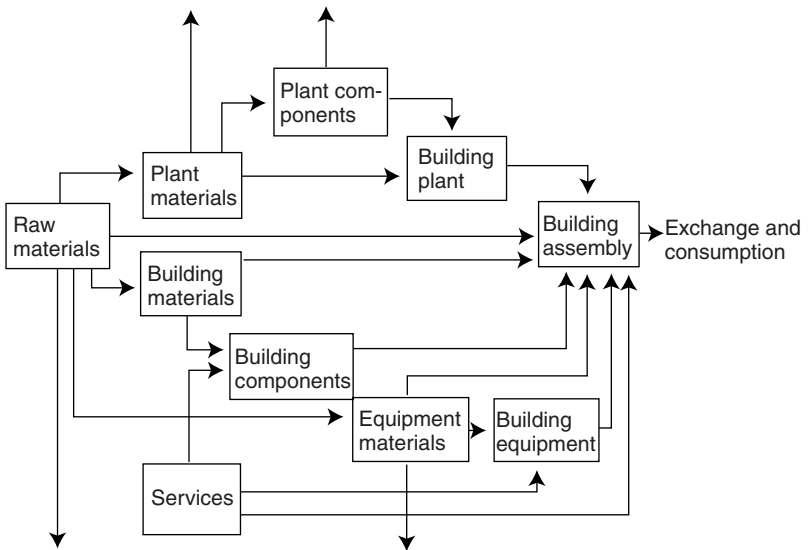 Plant com-
ponents
Building
plant
Plant
materials
Raw
materials
Building
assembly
Exchange and
consumption
Building
materials
Building
components
Equipment
materials
Building
equipment
Services